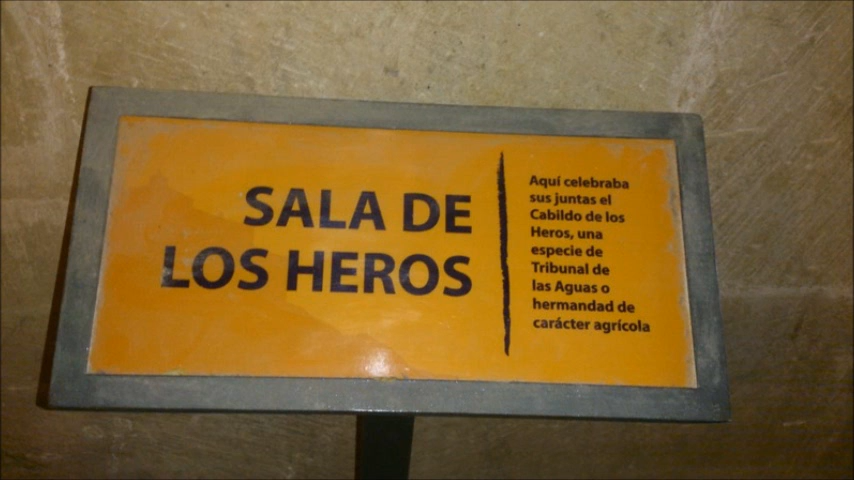 SALA DE
LOS HEROS
Aquí celebraba
sus juntas el
Cabildo de los
Heros, una
especie de
Tribunal de
las Aguas o
hermandad de
carácter agrícola